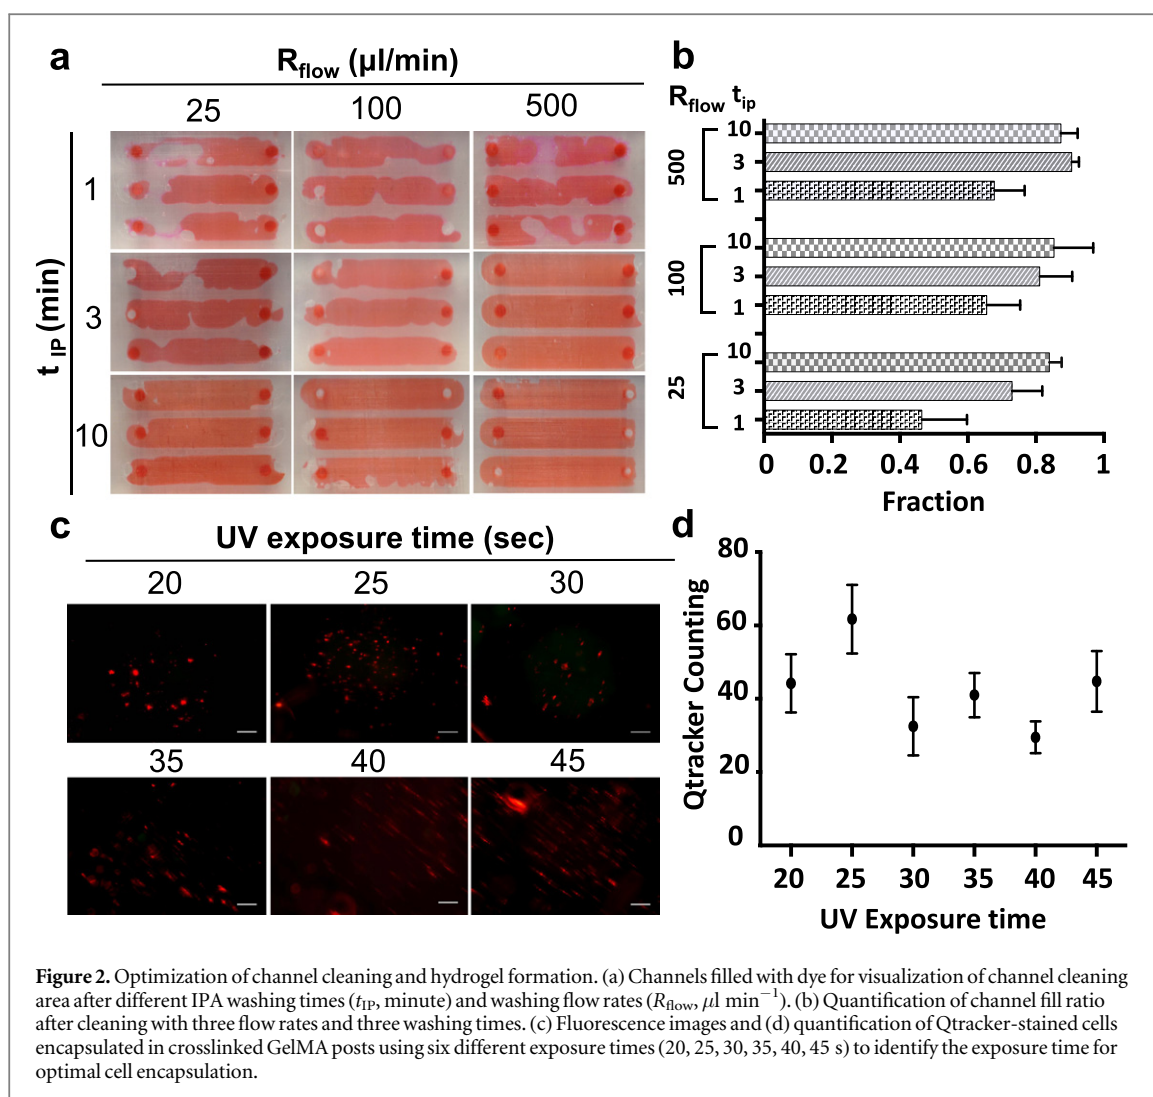 a
R_flow (µl/min)
25 100 500
t_IP (min)
1
3
10
b
R_flow t_ip
500
10
3
1
100
10
3
1
25
10
3
1
0 0.2 0.4 0.6 0.8 1
Fraction
c
UV exposure time (sec)
20 25 30
35 40 45
d
Qtracker Counting
80
60
40
20
0
20 25 30 35 40 45
UV Exposure time
Figure 2. Optimization of channel cleaning and hydrogel formation. (a) Channels filled with dye for visualization of channel cleaning
area after different IPA washing times (t_IP, minute) and washing flow rates (R_flow, µl min⁻¹). (b) Quantification of channel fill ratio
after cleaning with three flow rates and three washing times. (c) Fluorescence images and (d) quantification of Qtracker-stained cells
encapsulated in crosslinked GelMA posts using six different exposure times (20, 25, 30, 35, 40, 45 s) to identify the exposure time for
optimal cell encapsulation.